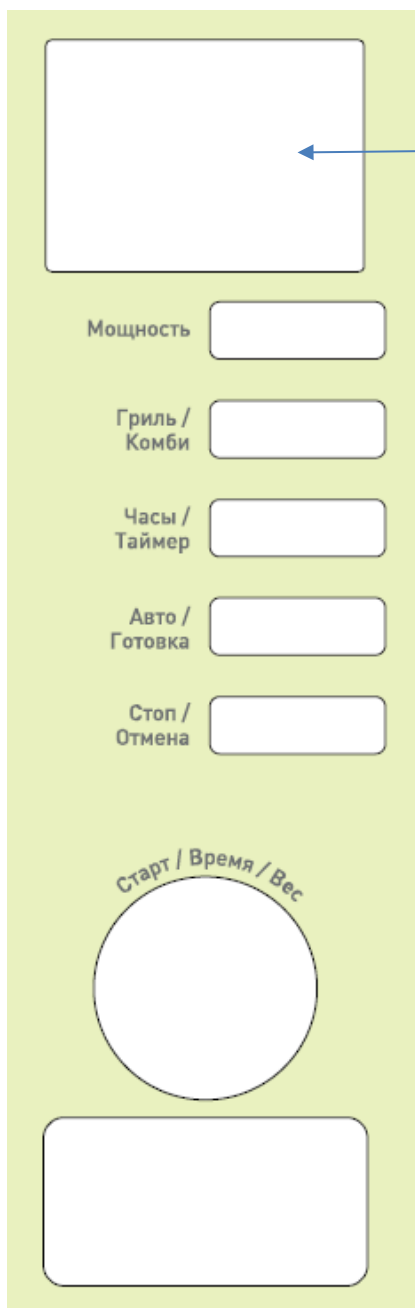 Мощность
Гриль /
Комби
Часы /
Таймер
Авто /
Готовка
Стоп /
Отмена
Старт / Время / Вес